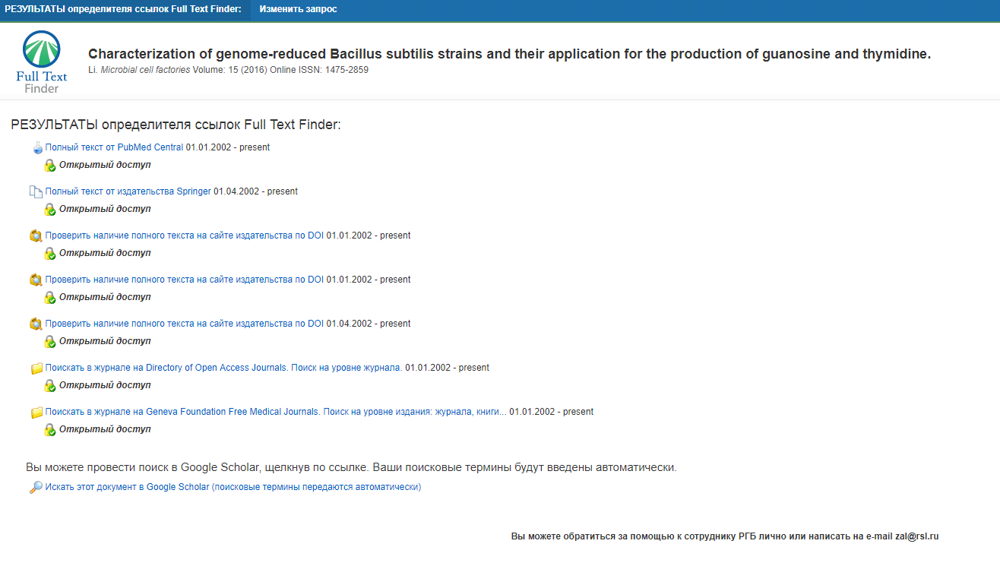 РЕЗУЛЬТАТЫ определителя ссылок Full Text Finder: Изменить запрос
Characterization of genome-reduced Bacillus subtilis strains and their application for the production of guanosine and thymidine.
Li. Microbial cell factories Volume: 15 (2016) Online ISSN: 1475-2859
Full Text
Finder
РЕЗУЛЬТАТЫ определителя ссылок Full Text Finder:
Полный текст от PubMed Central 01.01.2002 - present
Открытый доступ
Полный текст от издательства Springer 01.04.2002 - present
Открытый доступ
Проверить наличие полного текста на сайте издательства по DOI 01.01.2002 - present
Открытый доступ
Проверить наличие полного текста на сайте издательства по DOI 01.01.2002 - present
Открытый доступ
Проверить наличие полного текста на сайте издательства по DOI 01.04.2002 - present
Открытый доступ
Поискать в журнале на Directory of Open Access Journals. Поиск на уровне журнала. 01.01.2002 - present
Открытый доступ
Поискать в журнале на Geneva Foundation Free Medical Journals. Поиск на уровне издания: журнала, книги... 01.01.2002 - present
Открытый доступ
Вы можете провести поиск в Google Scholar, щелкнув по ссылке. Ваши поисковые термины будут введены автоматически.
Искать этот документ в Google Scholar (поисковые термины передаются автоматически)
Вы можете обратиться за помощью к сотруднику РГБ лично или написать на e-mail zal@rsl.ru